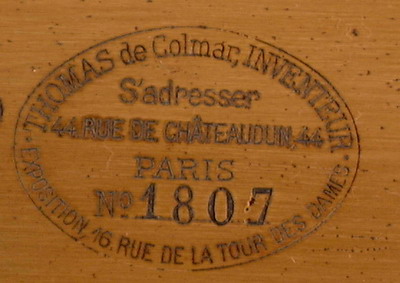 THOMAS de Colmar, INVENTEUR
S'adresser
44 RUE DE CHÂTEAUDUN, 44
PARIS
No 1807
EXPOSITION, 16. RUE DE LA TOUR DES DAMES